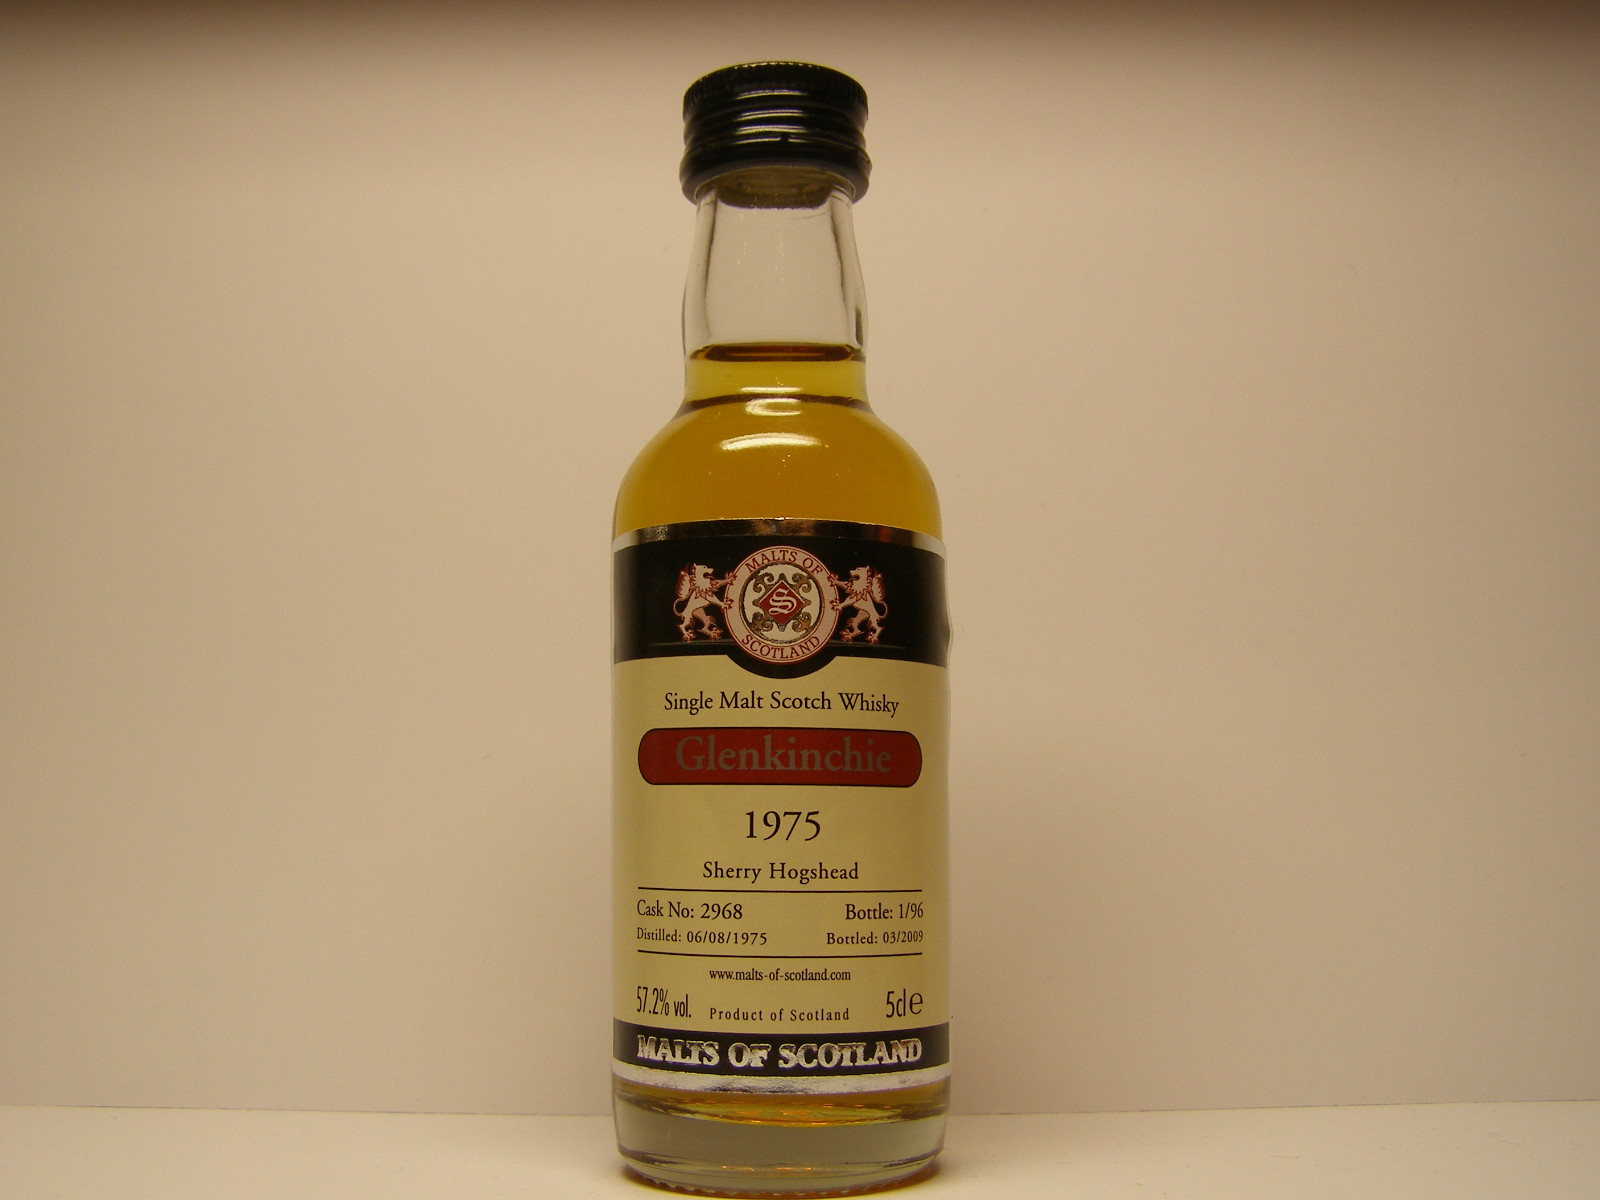 MALTS OF
S
SCOTLAND
Single Malt Scotch Whisky
Glenkinchie
1975
Sherry Hogshead
Cask No: 2968 Bottle: 1/96
Distilled: 06/08/1975 Bottled: 03/2009
www.malts-of-scotland.com
57.2% vol. Product of Scotland 5cl e
MALTS OF SCOTLAND